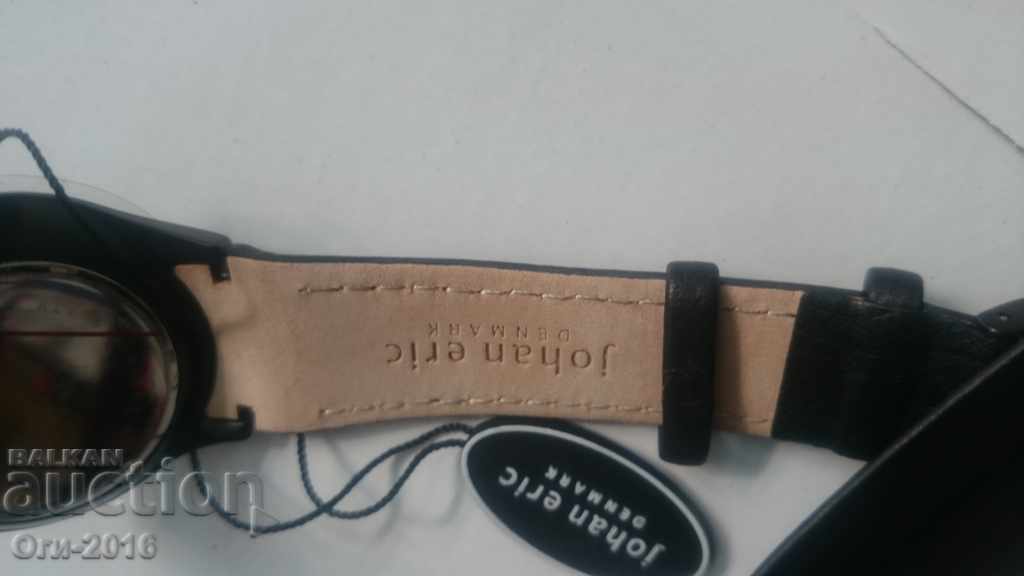 johan eric
DENMARK
johan eric
DENMARK
BALKAN
auction
Оги-2016